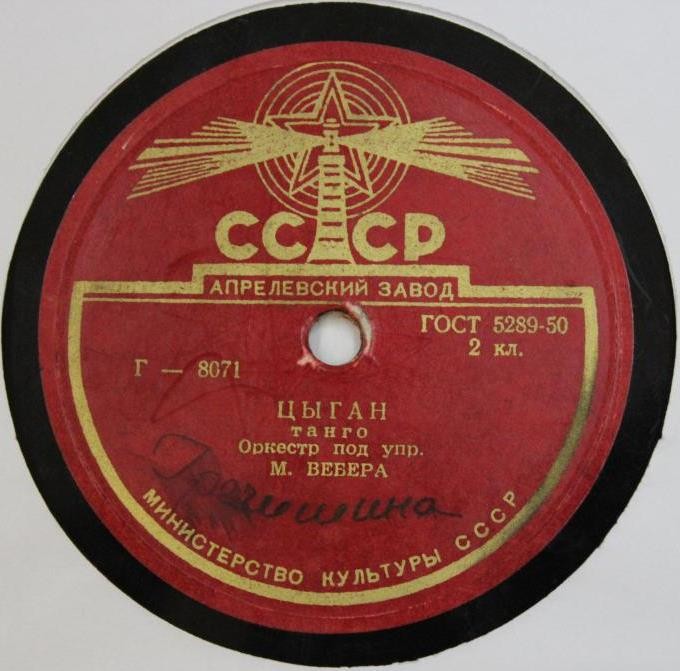 СССР
АПРЕЛЕВСКИЙ ЗАВОД
ГОСТ 5289-50
2 кл.
Г — 8071
ЦЫГАН
танго
Оркестр под упр.
М. ВЕБЕРА
МИНИСТЕРСТВО КУЛЬТУРЫ СССР